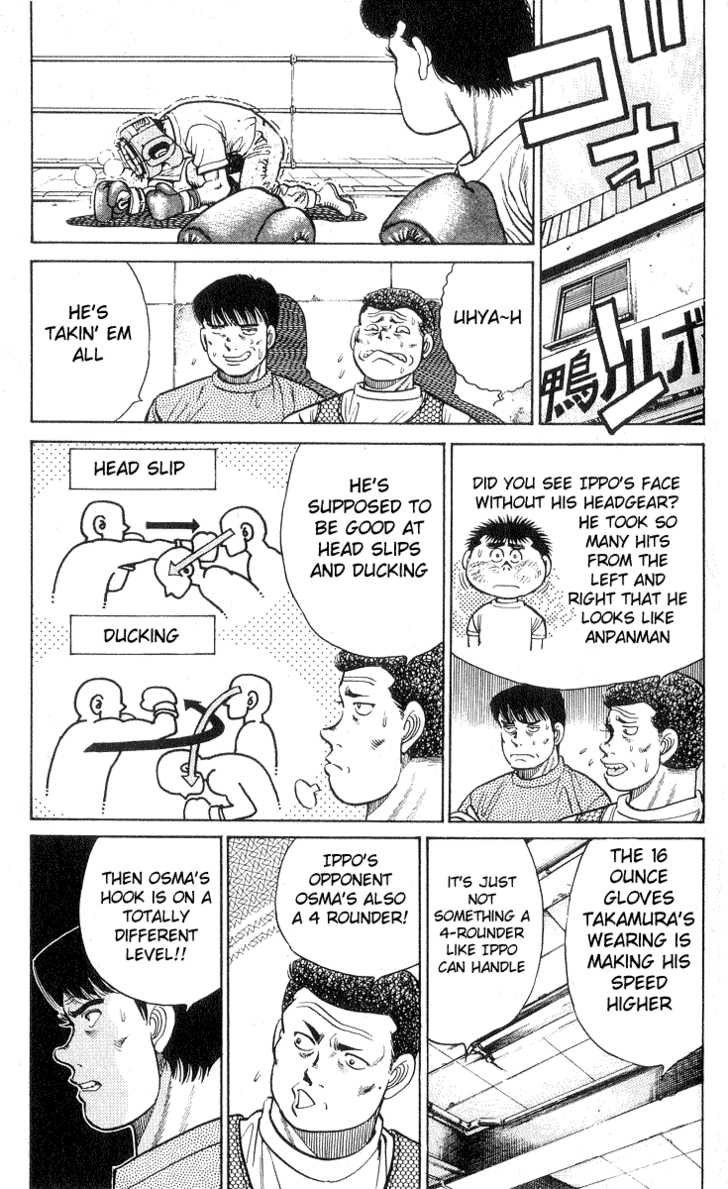 ゴ
オ
鴨川ボ
UHYA~H
HE'S
TAKIN' EM
ALL
DID YOU SEE IPPO'S FACE
WITHOUT HIS HEADGEAR?
HE TOOK SO
MANY HITS
FROM THE
LEFT AND
RIGHT THAT HE
LOOKS LIKE
ANPANMAN
HE'S
SUPPOSED TO
BE GOOD AT
HEAD SLIPS
AND DUCKING
HEAD SLIP
DUCKING
THE 16
OUNCE
GLOVES
TAKAMURA'S
WEARING IS
MAKING HIS
SPEED
HIGHER
IT'S JUST
NOT
SOMETHING A
4-ROUNDER
LIKE IPPO
CAN HANDLE
IPPO'S
OPPONENT
OSMA'S ALSO
A 4 ROUNDER!
THEN OSMA'S
HOOK IS ON A
TOTALLY
DIFFERENT
LEVEL!!